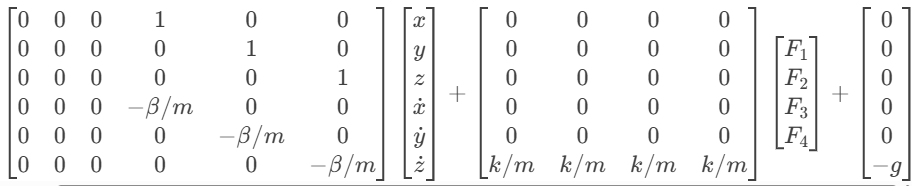 0 0 0 1 0 0 x 0 0 0 0 0
0 0 0 0 1 0 y 0 0 0 0 F₁ 0
0 0 0 0 0 1 z 0 0 0 0 F₂ 0
0 0 0 −β/m 0 0 ẋ + 0 0 0 0 F₃ + 0
0 0 0 0 −β/m 0 ẏ 0 0 0 0 F₄ 0
0 0 0 0 0 −β/m ż k/m k/m k/m k/m −g